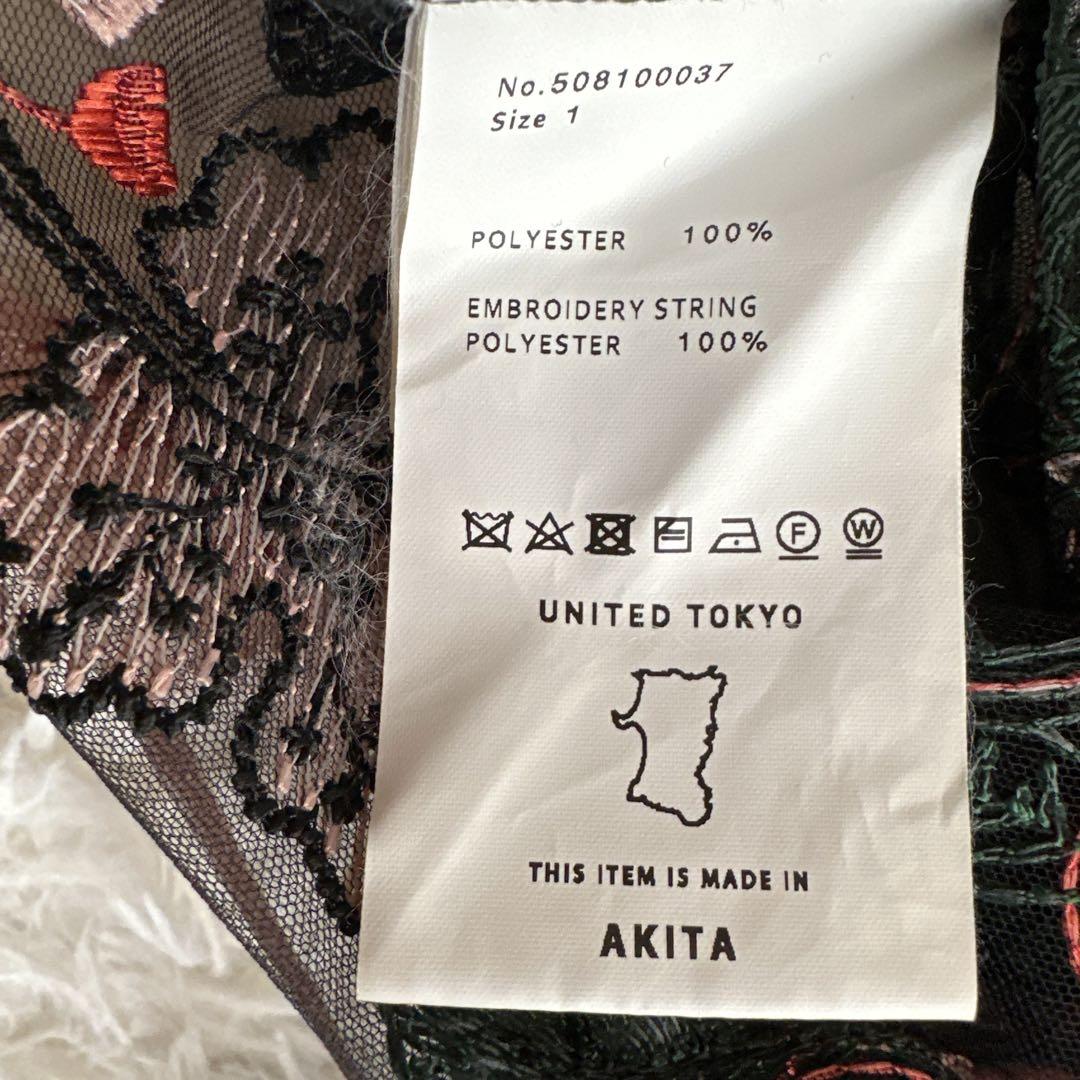 No.508100037
Size 1
POLYESTER 100%
EMBROIDERY STRING
POLYESTER 100%
F W
UNITED TOKYO
THIS ITEM IS MADE IN
AKITA